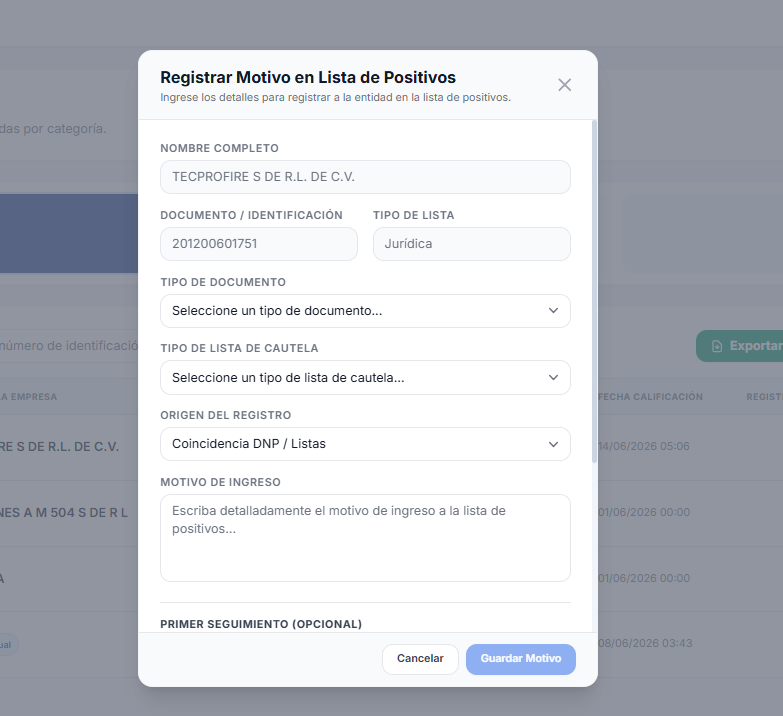 Registrar Motivo en Lista de Positivos
Ingrese los detalles para registrar a la entidad en la lista de positivos.
das por categoría.
NOMBRE COMPLETO
TECPROFIRE S DE R.L. DE C.V.
DOCUMENTO / IDENTIFICACIÓN
TIPO DE LISTA
201200601751
Jurídica
TIPO DE DOCUMENTO
Seleccione un tipo de documento...
número de identificació
Exportar
TIPO DE LISTA DE CAUTELA
Seleccione un tipo de lista de cautela...
A EMPRESA
FECHA CALIFICACIÓN
REGIST
ORIGEN DEL REGISTRO
Coincidencia DNP / Listas
RE S DE R.L. DE C.V.
14/06/2026 05:06
MOTIVO DE INGRESO
Escriba detalladamente el motivo de ingreso a la lista de
positivos...
NES A M 504 S DE R L
01/06/2026 00:00
A
01/06/2026 00:00
PRIMER SEGUIMIENTO (OPCIONAL)
ual
08/06/2026 03:43
Cancelar
Guardar Motivo